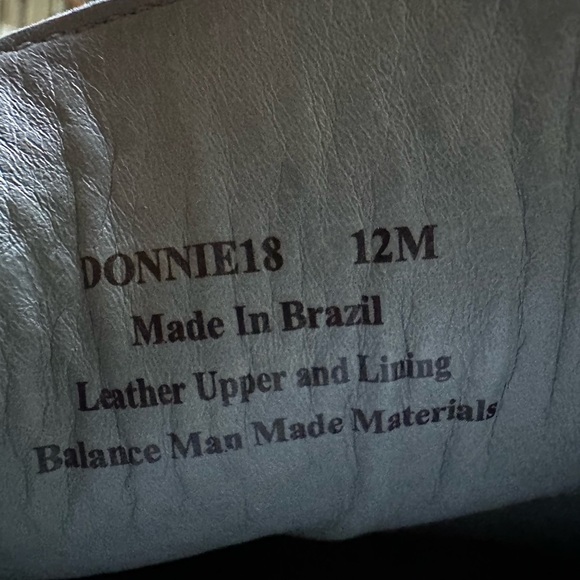 DONNIE18 12M
Made In Brazil
Leather Upper and Lining
Balance Man Made Materials